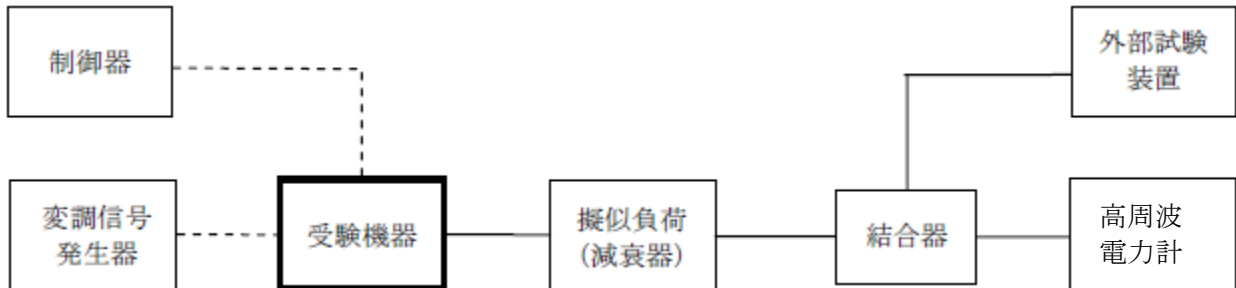 制御器
外部試験
装置
変調信号
発生器
受験機器
擬似負荷
(減衰器)
結合器
高周波
電力計